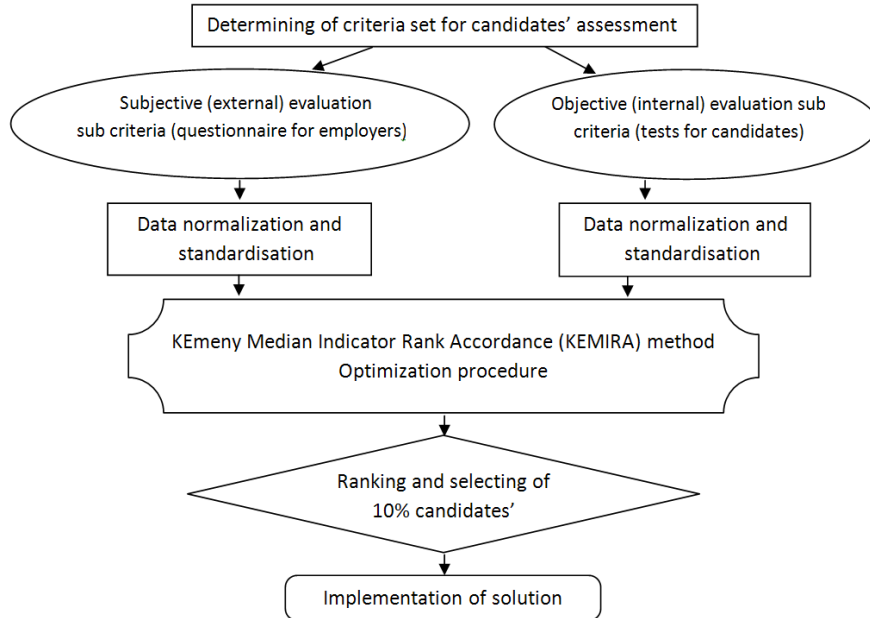 Determining of criteria set for candidates’ assessment
Subjective (external) evaluation
sub criteria (questionnaire for employers)
Objective (internal) evaluation sub
criteria (tests for candidates)
Data normalization and
standardisation
Data normalization and
standardisation
KEmeny Median Indicator Rank Accordance (KEMIRA) method
Optimization procedure
Ranking and selecting of
10% candidates’
Implementation of solution